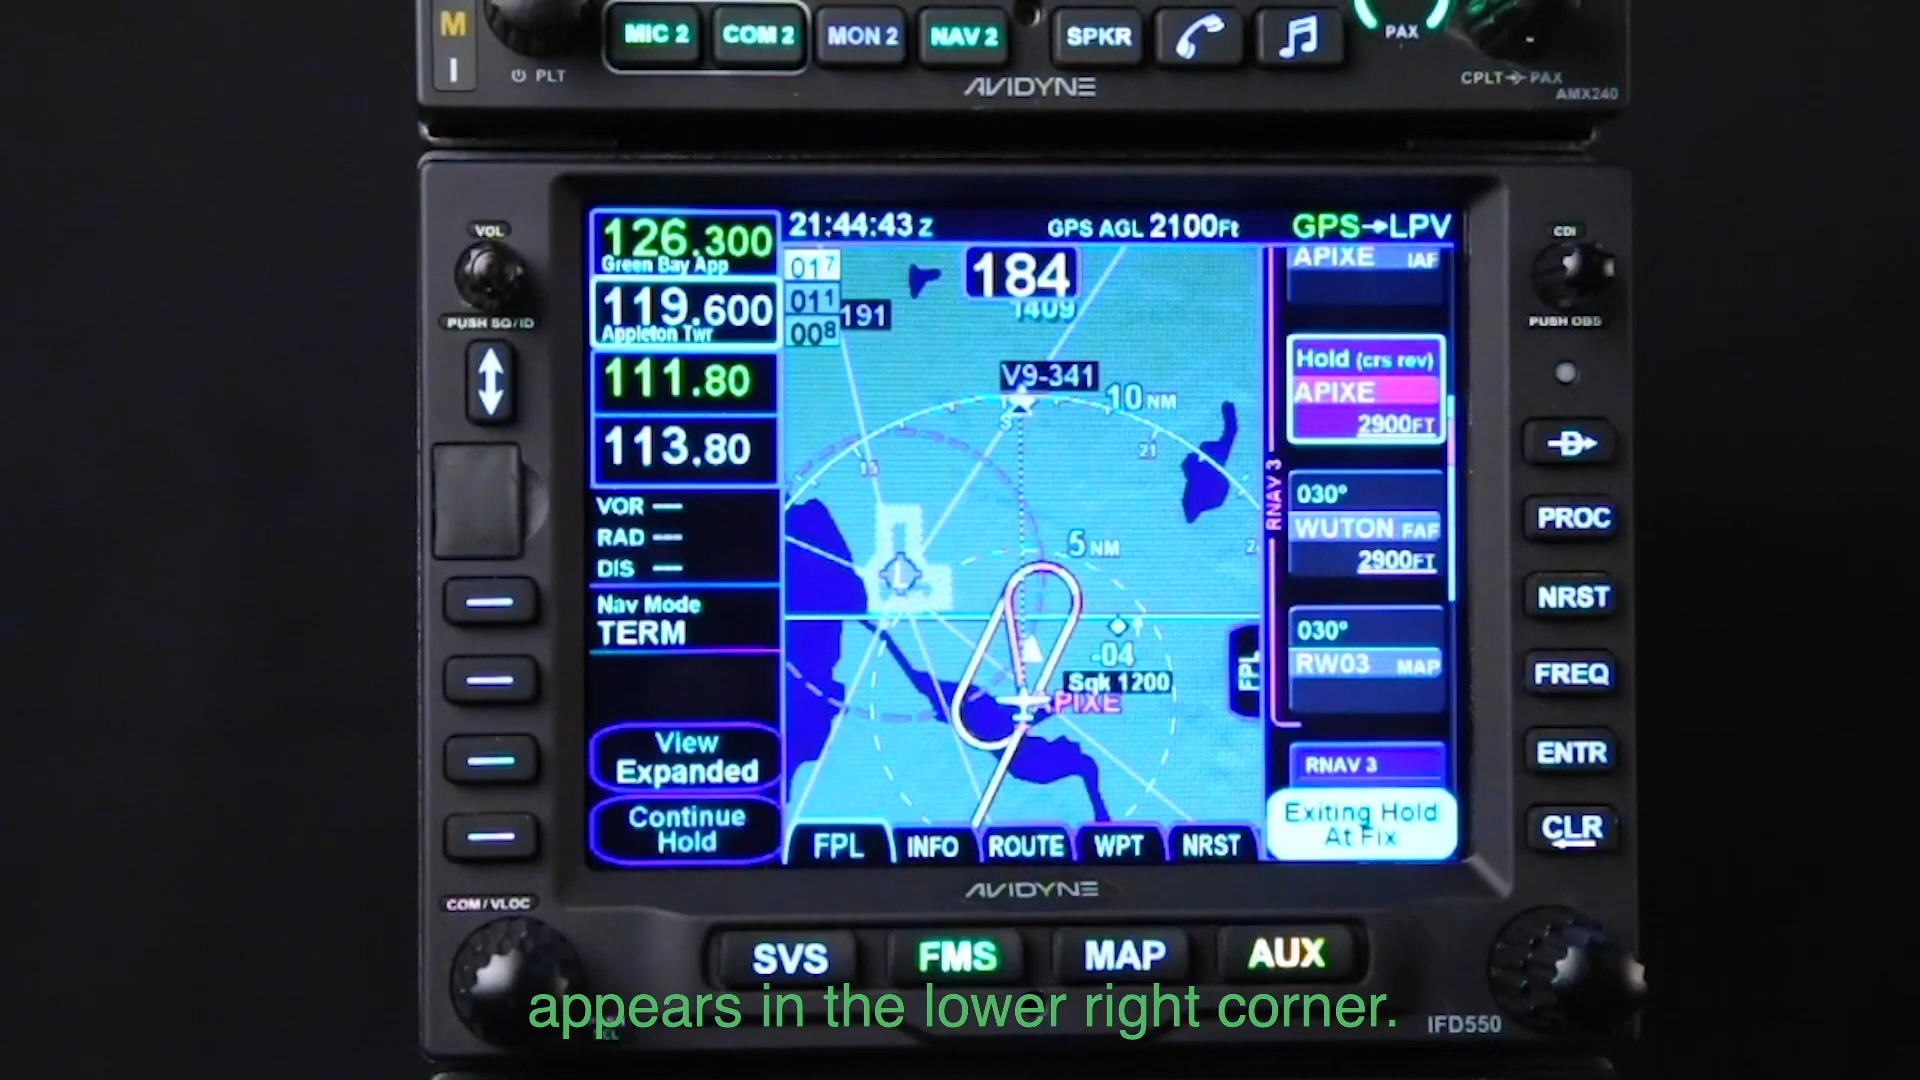 M
I
MIC 2
COM 2
MON 2
NAV 2
SPKR
PAX
PLT
AVIDYNE
CPLT
PAX
AMX240
VOL
PUSH SQ/ID
126.300
Green Bay App
119.600
Appleton Twr
111.80
113.80
VOR ---
RAD ---
DIS ---
Nav Mode
TERM
View
Expanded
Continue
Hold
21:44:43 Z
GPS AGL 2100Ft
GPS→LPV
017
011
008
191
184
1409
V9-341
10 NM
S
21
5 NM
-04
Sqk 1200
APIXE
L
FPL
RNAV 3
APIXE IAF
Hold (crs rev)
APIXE
2900FT
030°
WUTON FAF
2900FT
030°
RW03 MAP
RNAV 3
Exiting Hold
At Fix
FPL
INFO
ROUTE
WPT
NRST
CDI
PUSH OBS
D
PROC
NRST
FREQ
ENTR
CLR
AVIDYNE
COM/VLOC
SVS
FMS
MAP
AUX
appears in the lower right corner.
IFD550